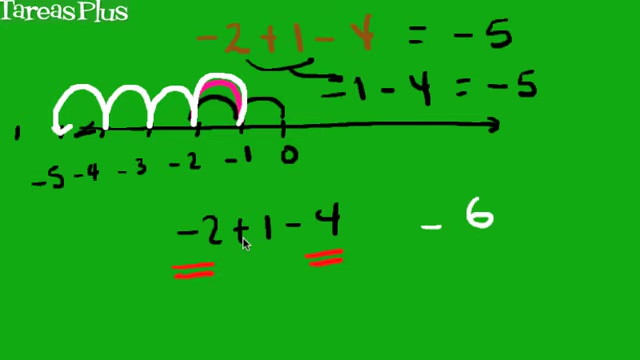 TareasPlus
-2 + 1 - 4 = -5
-1 - 4 = -5
-5 -4 -3 -2 -1 0
-2 + 1 - 4 - 6